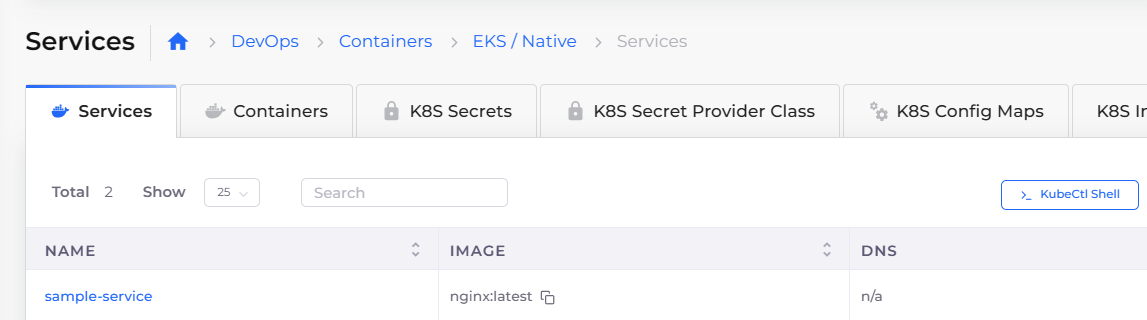 Services DevOps Containers EKS / Native Services
Services Containers K8S Secrets K8S Secret Provider Class K8S Config Maps K8S In
Total 2 Show 25 Search KubeCtl Shell
NAME IMAGE DNS
sample-service nginx:latest n/a